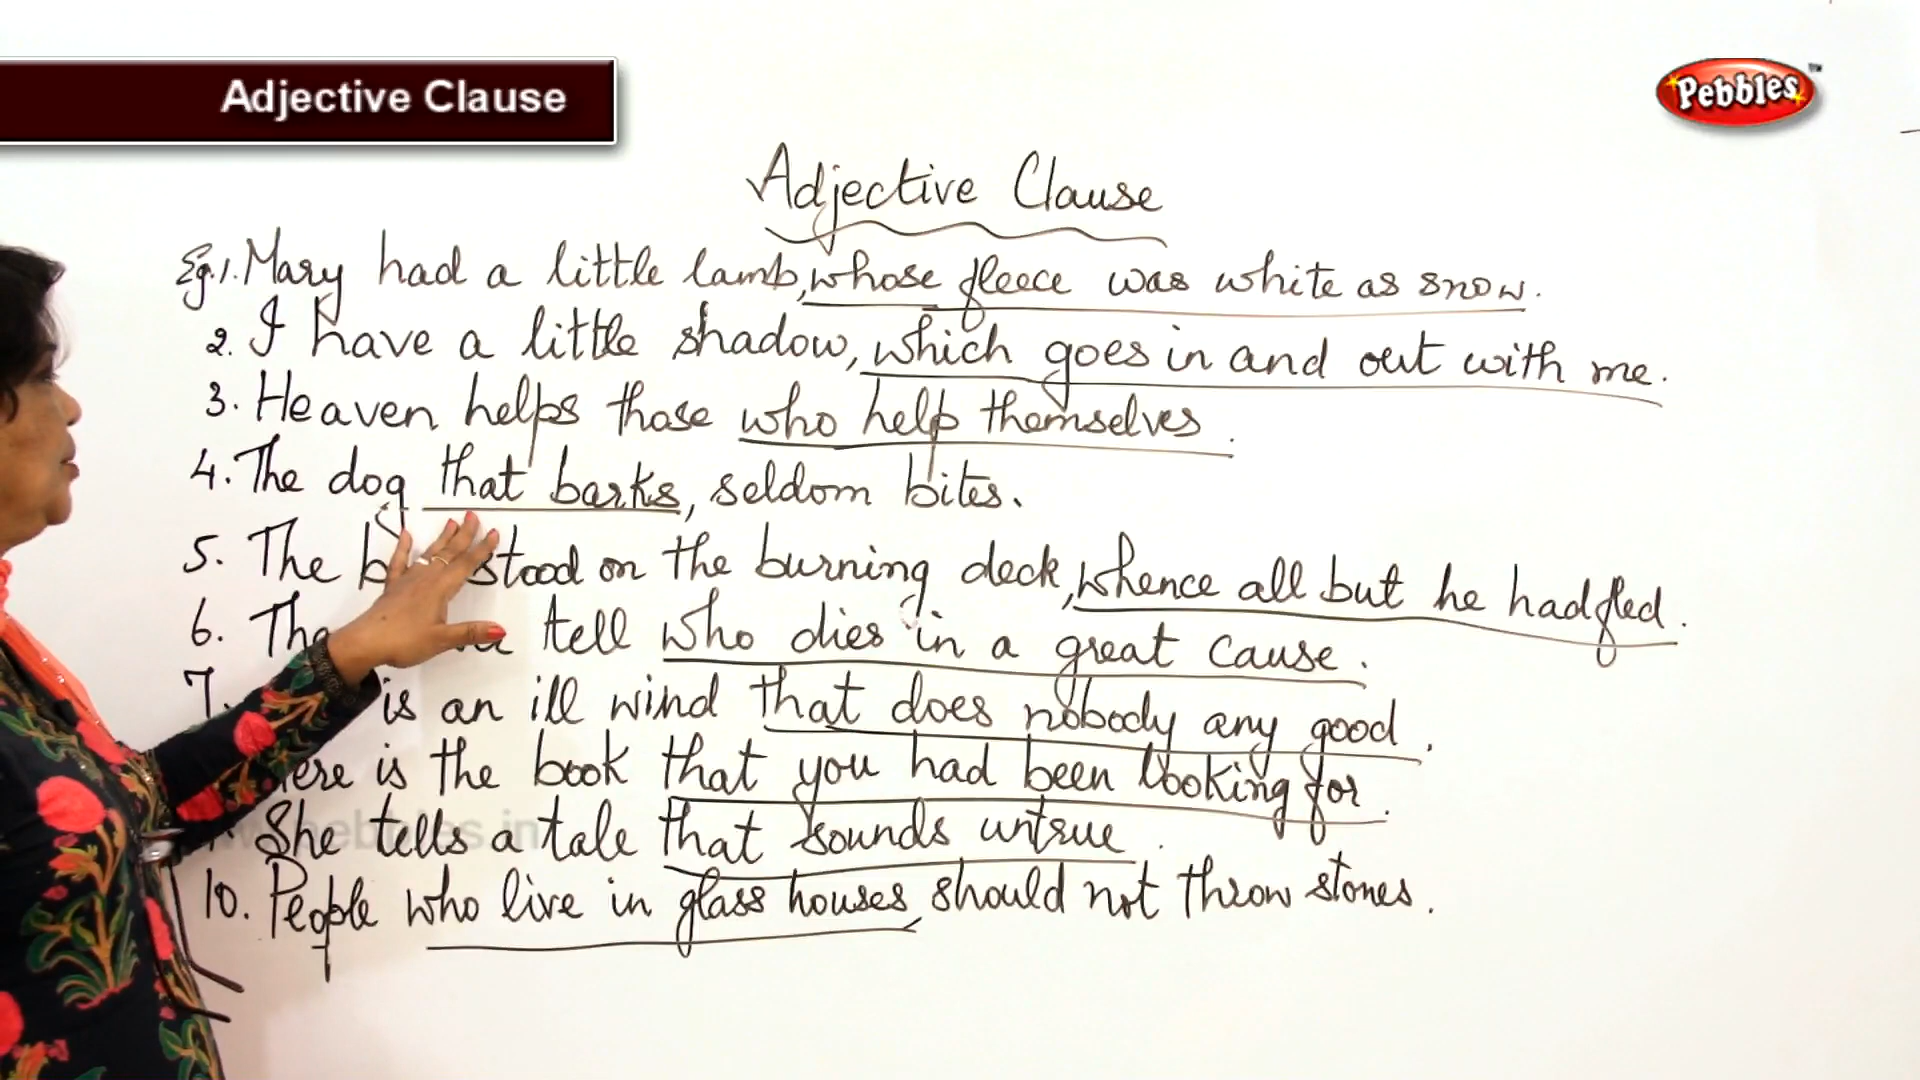 Adjective Clause
Pebbles™
Adjective Clause
Eg.1. Mary had a little lamb, whose fleece was white as snow.
2. I have a little shadow, which goes in and out with me.
3. Heaven helps those who help themselves.
4. The dog that barks, seldom bites.
5. The stood on the burning deck, whence all but he had fled.
6. tell who dies in a great cause.
7. is an ill wind that does nobody any good.
is the book that you had been looking for.
She tells a tale that sounds untrue.
10. People who live in glass houses, should not throw stones.